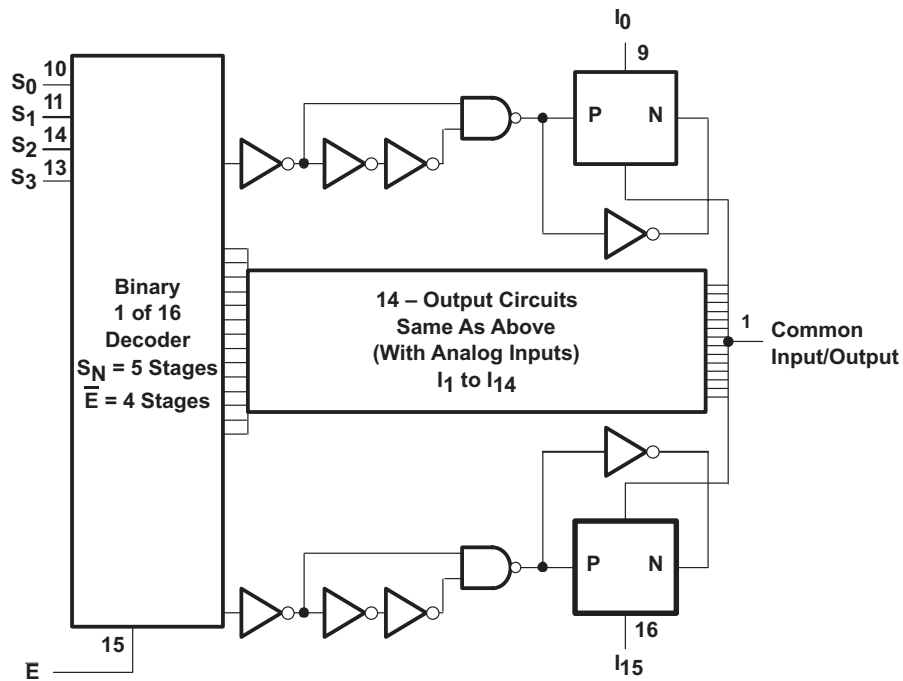 I0
9
10
S0
11
S1
14
S2
13
S3
P N
Binary
1 of 16
Decoder
SN = 5 Stages
E̅ = 4 Stages
14 – Output Circuits
Same As Above
(With Analog Inputs)
I1 to I14
1
Common
Input/Output
P N
15
16
E̅
I15